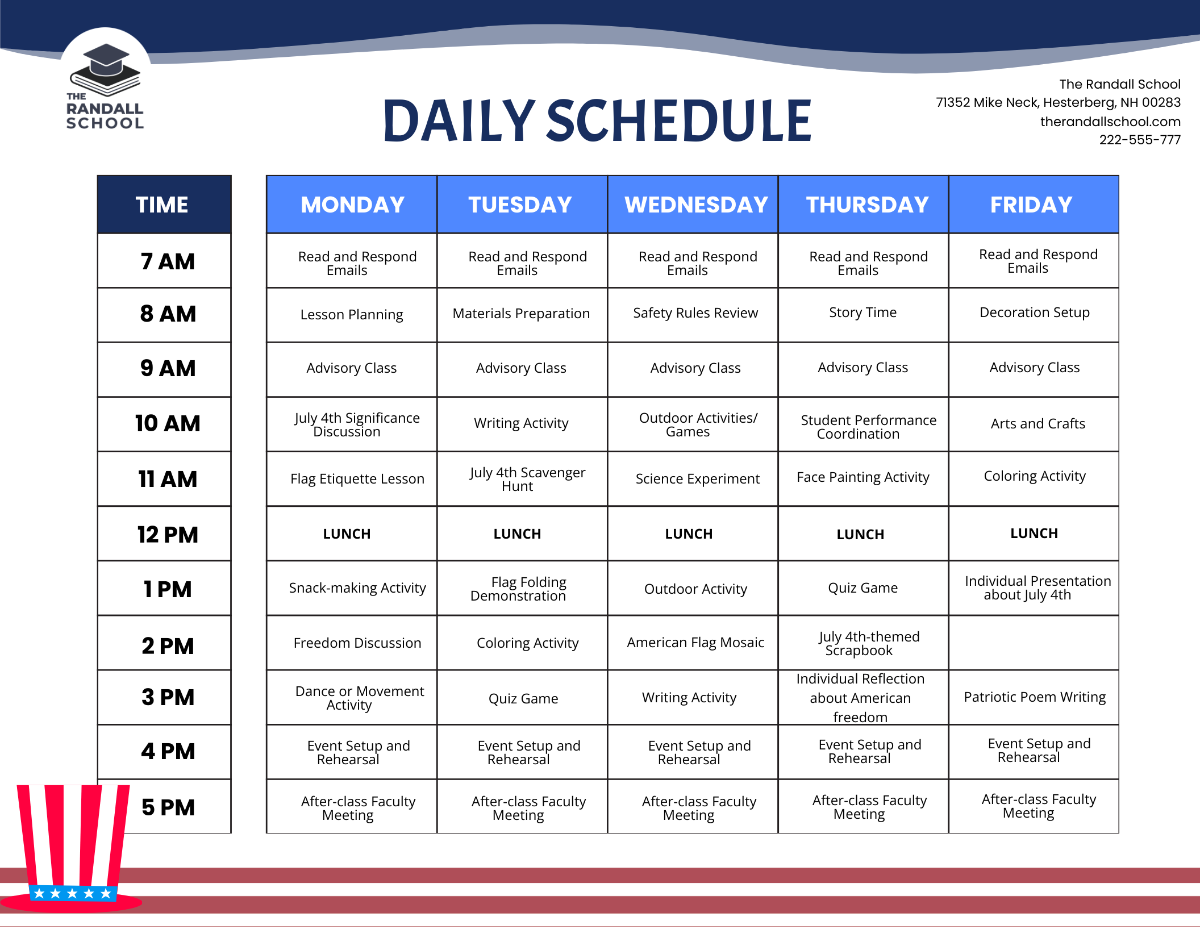 THE
RANDALL
SCHOOL
DAILY SCHEDULE
The Randall School
71352 Mike Neck, Hesterberg, NH 00283
therandallschool.com
222-555-777
TIME
MONDAY
TUESDAY
WEDNESDAY
THURSDAY
FRIDAY
7 AM
Read and Respond
Emails
Read and Respond
Emails
Read and Respond
Emails
Read and Respond
Emails
Read and Respond
Emails
8 AM
Lesson Planning
Materials Preparation
Safety Rules Review
Story Time
Decoration Setup
9 AM
Advisory Class
Advisory Class
Advisory Class
Advisory Class
Advisory Class
10 AM
July 4th Significance
Discussion
Writing Activity
Outdoor Activities/
Games
Student Performance
Coordination
Arts and Crafts
11 AM
Flag Etiquette Lesson
July 4th Scavenger
Hunt
Science Experiment
Face Painting Activity
Coloring Activity
12 PM
LUNCH
LUNCH
LUNCH
LUNCH
LUNCH
1 PM
Snack-making Activity
Flag Folding
Demonstration
Outdoor Activity
Quiz Game
Individual Presentation
about July 4th
2 PM
Freedom Discussion
Coloring Activity
American Flag Mosaic
July 4th-themed
Scrapbook
3 PM
Dance or Movement
Activity
Quiz Game
Writing Activity
Individual Reflection
about American
freedom
Patriotic Poem Writing
4 PM
Event Setup and
Rehearsal
Event Setup and
Rehearsal
Event Setup and
Rehearsal
Event Setup and
Rehearsal
Event Setup and
Rehearsal
5 PM
After-class Faculty
Meeting
After-class Faculty
Meeting
After-class Faculty
Meeting
After-class Faculty
Meeting
After-class Faculty
Meeting